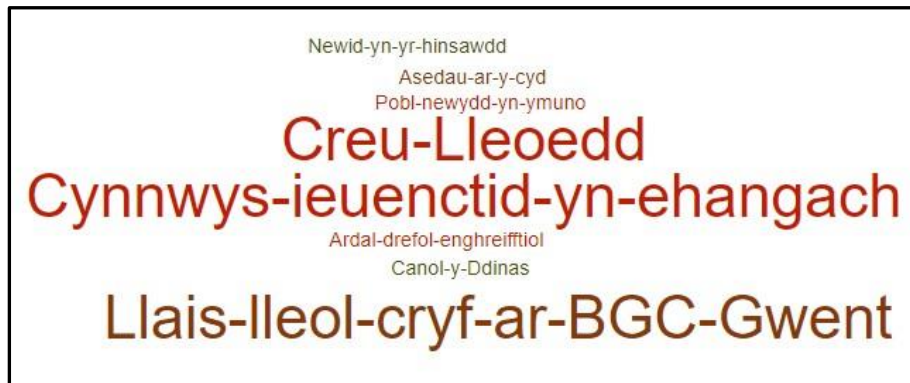 Newid-yn-yr-hinsawdd
Asedau-ar-y-cyd
Pobl-newydd-yn-ymuno
Creu-Lleoedd
Cynnwys-ieuenctid-yn-ehangach
Ardal-drefol-enghreifftiol
Canol-y-Ddinas
Llais-lleol-cryf-ar-BGC-Gwent